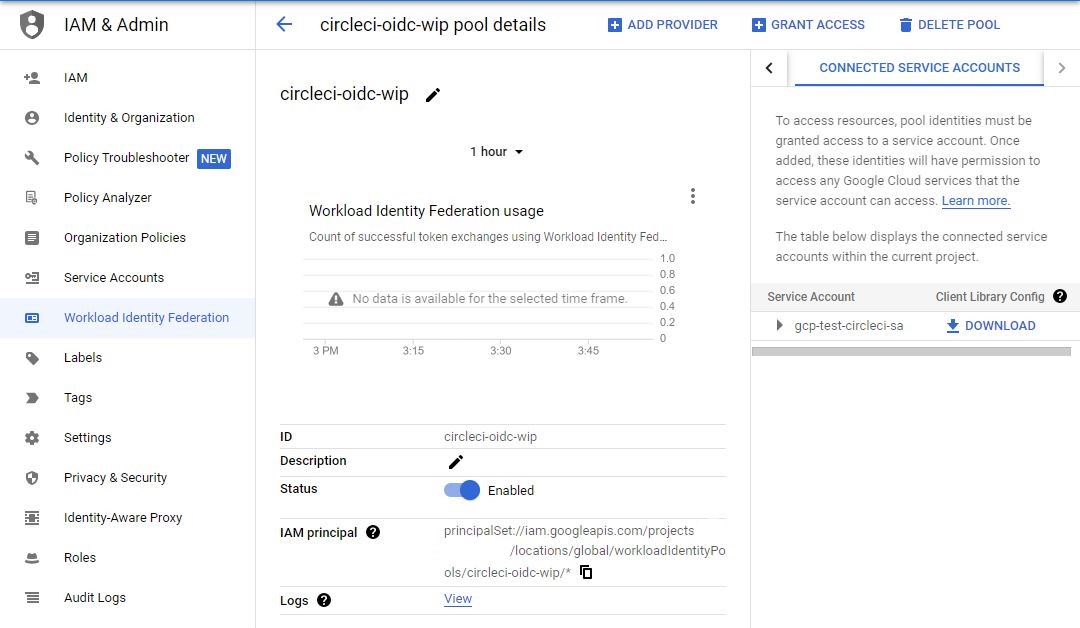 IAM & Admin
IAM
Identity & Organization
Policy Troubleshooter NEW
Policy Analyzer
Organization Policies
Service Accounts
Workload Identity Federation
Labels
Tags
Settings
Privacy & Security
Identity-Aware Proxy
Roles
Audit Logs
circleci-oidc-wip pool details
ADD PROVIDER
GRANT ACCESS
DELETE POOL
circleci-oidc-wip
1 hour
Workload Identity Federation usage
Count of successful token exchanges using Workload Identity Fed...
1.0
0.8
0.6
0.4
0.2
0
No data is available for the selected time frame.
3 PM 3:15 3:30 3:45
ID circleci-oidc-wip
Description
Status Enabled
IAM principal ? principalSet://iam.googleapis.com/projects
/locations/global/workloadIdentityPo
ols/circleci-oidc-wip/*
Logs ? View
CONNECTED SERVICE ACCOUNTS
To access resources, pool identities must be
granted access to a service account. Once
added, these identities will have permission to
access any Google Cloud services that the
service account can access. Learn more.
The table below displays the connected service
accounts within the current project.
Service Account Client Library Config ?
gcp-test-circleci-sa DOWNLOAD